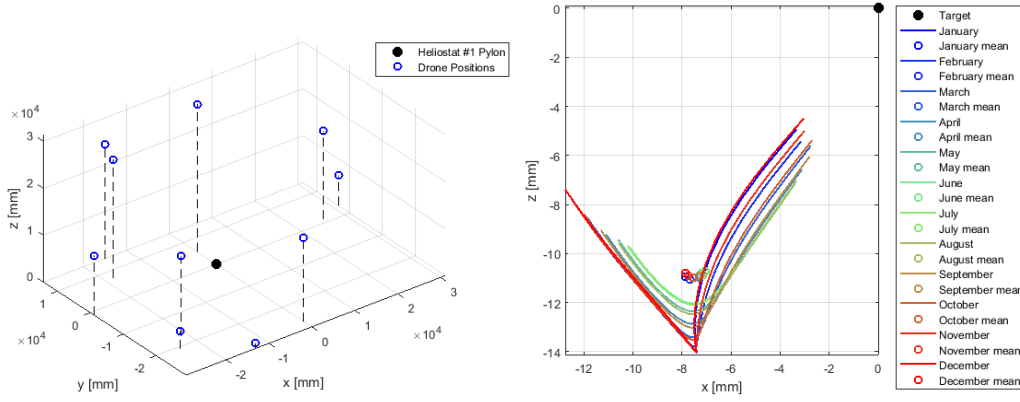 Heliostat #1 Pylon
Drone Positions
×10⁴
3
2
1
0
z [mm]
1
0
-1
-2
×10⁴
y [mm]
-2
-1
0
1
2
3
×10⁴
x [mm]
0
-2
-4
-6
-8
-10
-12
-14
z [mm]
-12
-10
-8
-6
-4
-2
0
x [mm]
Target
January
January mean
February
February mean
March
March mean
April
April mean
May
May mean
June
June mean
July
July mean
August
August mean
September
September mean
October
October mean
November
November mean
December
December mean